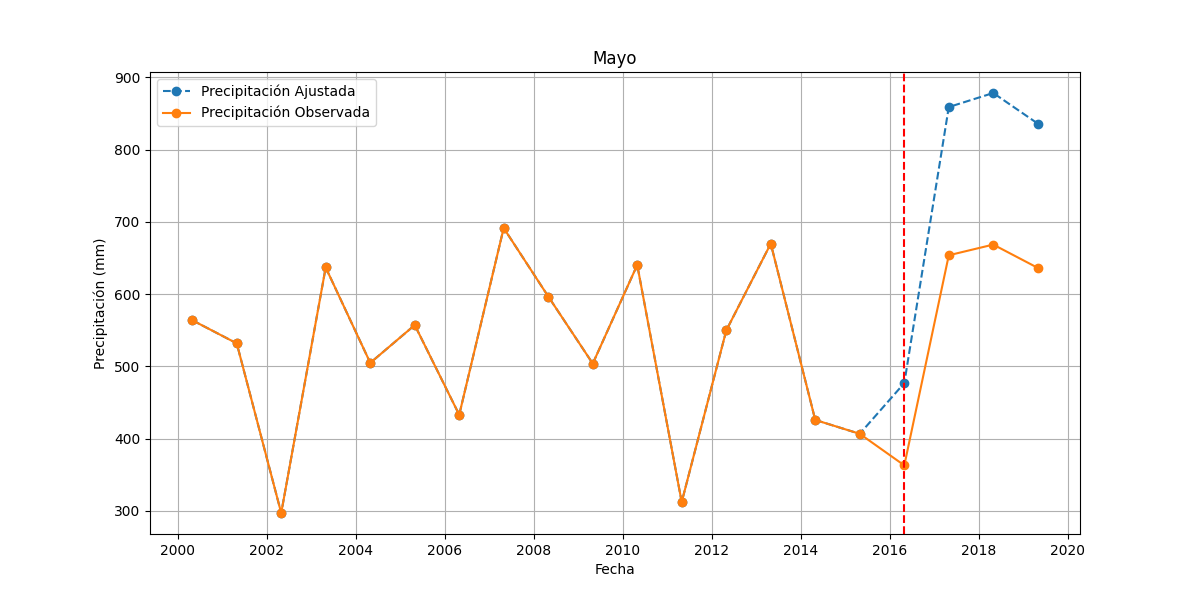 Mayo
900
800
700
600
500
400
300
Precipitación (mm)
Precipitación Ajustada
Precipitación Observada
2000 2002 2004 2006 2008 2010 2012 2014 2016 2018 2020
Fecha